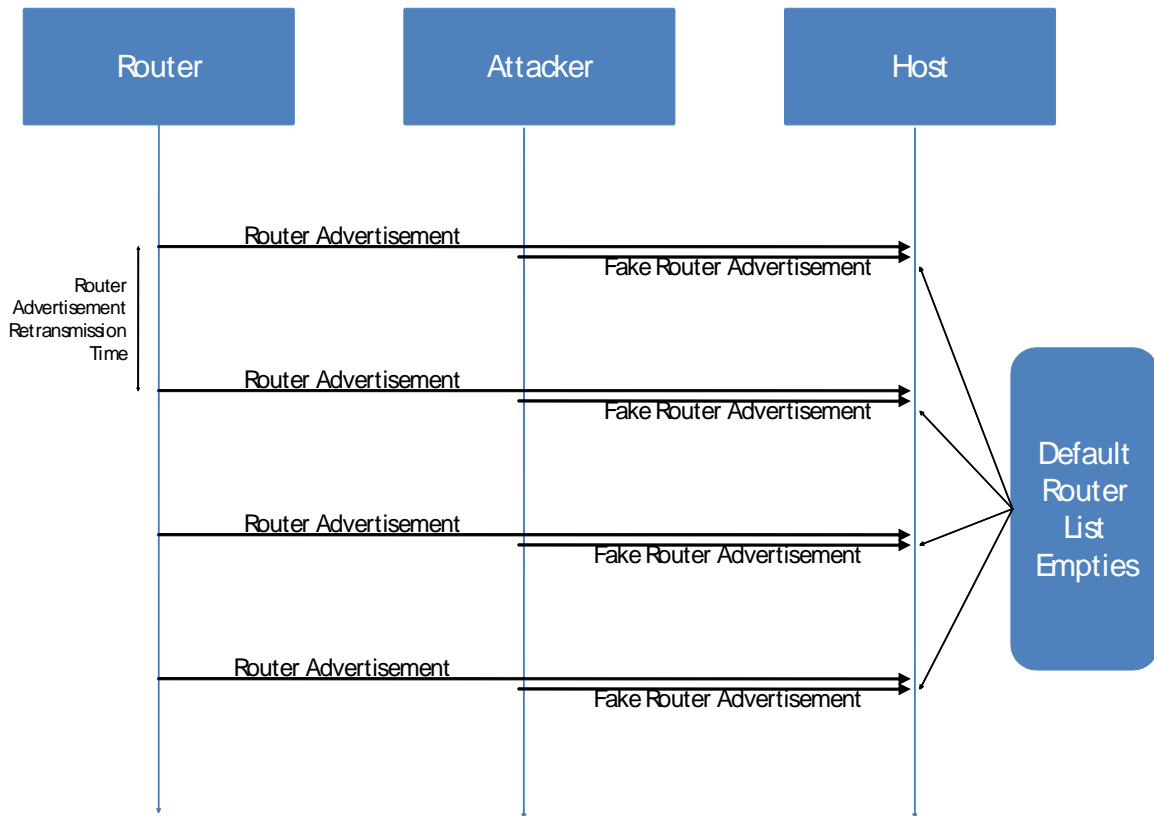 Router
Attacker
Host
Router Advertisement
Fake Router Advertisement
Router
Advertisement
Retransmission
Time
Router Advertisement
Fake Router Advertisement
Default
Router
List
Empties
Router Advertisement
Fake Router Advertisement
Router Advertisement
Fake Router Advertisement